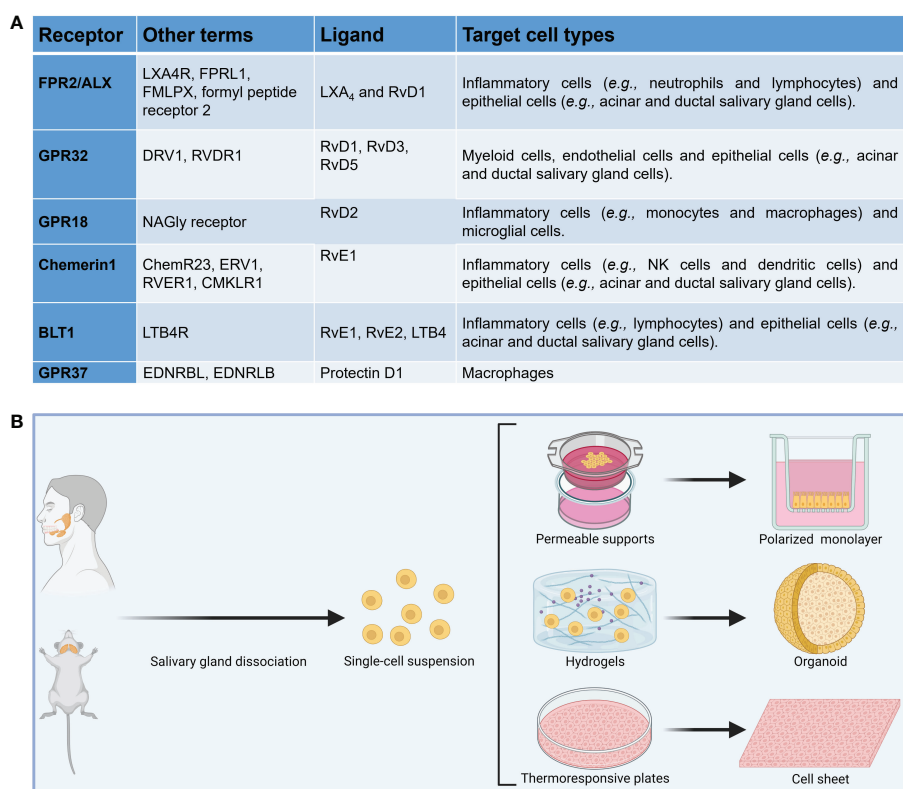 A
Receptor Other terms Ligand Target cell types
FPR2/ALX
LXA4R, FPRL1,
FMLPX, formyl peptide
receptor 2
LXA₄ and RvD1
Inflammatory cells (e.g., neutrophils and lymphocytes) and
epithelial cells (e.g., acinar and ductal salivary gland cells).
GPR32
DRV1, RVDR1
RvD1, RvD3,
RvD5
Myeloid cells, endothelial cells and epithelial cells (e.g., acinar
and ductal salivary gland cells).
GPR18
NAGly receptor
RvD2
Inflammatory cells (e.g., monocytes and macrophages) and
microglial cells.
Chemerin1
ChemR23, ERV1,
RVER1, CMKLR1
RvE1
Inflammatory cells (e.g., NK cells and dendritic cells) and
epithelial cells (e.g., acinar and ductal salivary gland cells).
BLT1
LTB4R
RvE1, RvE2, LTB4
Inflammatory cells (e.g., lymphocytes) and epithelial cells (e.g.,
acinar and ductal salivary gland cells).
GPR37
EDNRBL, EDNRLB
Protectin D1
Macrophages
B
Permeable supports
Polarized monolayer
Salivary gland dissociation
Single-cell suspension
Hydrogels
Organoid
Thermoresponsive plates
Cell sheet